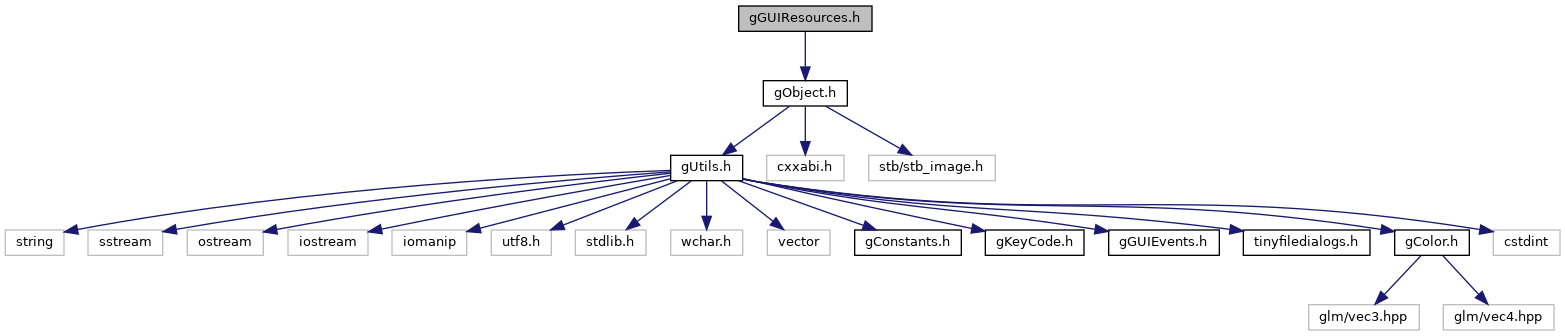 gGUIResources.h
gObject.h
gUtils.h
cxxabi.h
stb/stb_image.h
string
sstream
ostream
iostream
iomanip
utf8.h
stdlib.h
wchar.h
vector
gConstants.h
gKeyCode.h
gGUIEvents.h
tinyfiledialogs.h
gColor.h
cstdint
glm/vec3.hpp
glm/vec4.hpp